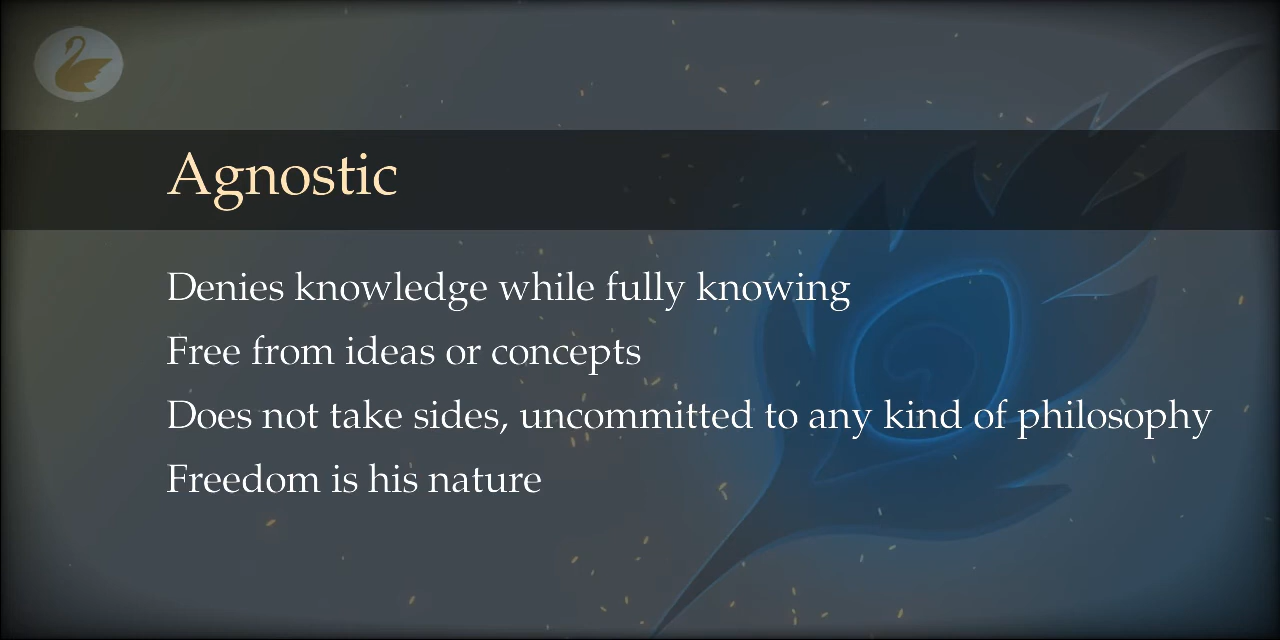 Agnostic
Denies knowledge while fully knowing
Free from ideas or concepts
Does not take sides, uncommitted to any kind of philosophy
Freedom is his nature